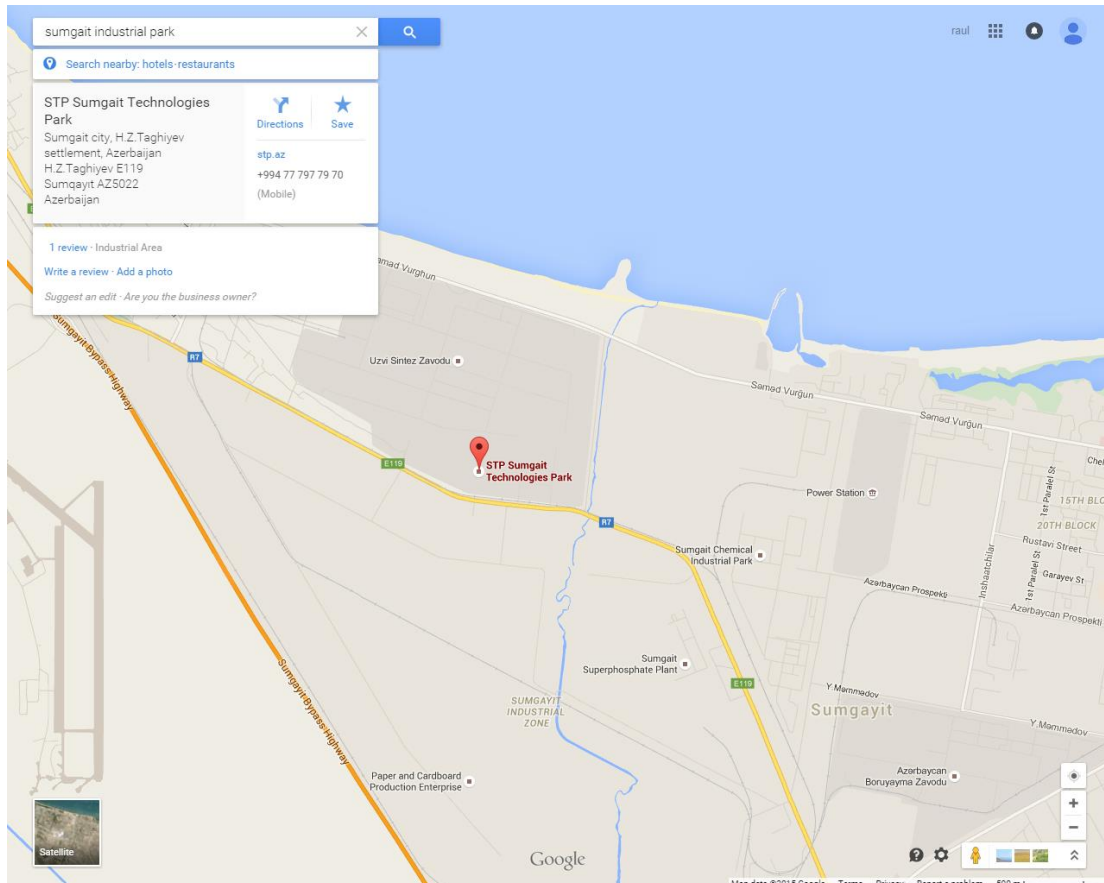 sumgait industrial park
raul
Search nearby: hotels·restaurants
STP Sumgait Technologies
Park
Sumgait city, H.Z.Taghiyev
settlement, Azerbaijan
H.Z.Taghiyev E119
Sumqayıt AZ5022
Azerbaijan
Directions
Save
stp.az
+994 77 797 79 70
(Mobile)
1 review · Industrial Area
Write a review · Add a photo
Suggest an edit · Are you the business owner?
mad Vurghun
Sumgayit Bypass Highway
R7
Uzvi Sintez Zavodu
Səməd Vurğun
Səməd Vurğun
E119
STP Sumgait
Technologies Park
Power Station
1st Paralel St
15TH BLO
20TH BLOCK
R7
Rustavi Street
Sumgait Chemical
Industrial Park
Inshaatchilar
1st Paralel St
Garayev St
Azərbaycan Prospekti
Azərbaycan Prospekti
Sumgait
Superphosphate Plant
E119
Sumgayit Bypass Highway
SUMGAYIT
INDUSTRIAL
ZONE
Y.Məmmədov
Sumgayit
Y.Məmmədov
Paper and Cardboard
Production Enterprise
Azərbaycan
Boruyayma Zavodu
Satellite
Google